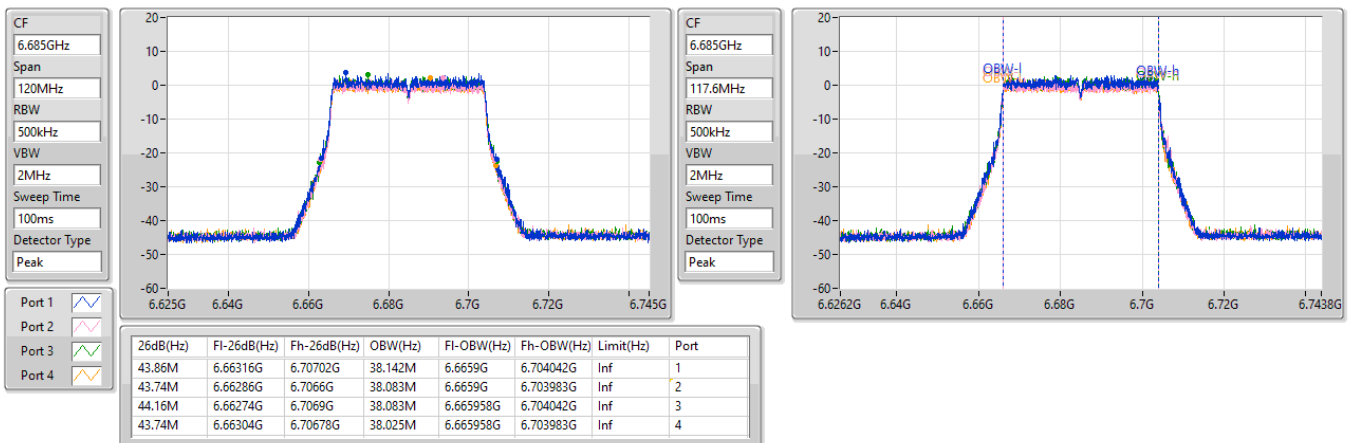 CF
6.685GHz
Span
120MHz
RBW
500kHz
VBW
2MHz
Sweep Time
100ms
Detector Type
Peak
20
10
0
-10
-20
-30
-40
-50
-60
6.625G 6.64G 6.66G 6.68G 6.7G 6.72G 6.745G
CF
6.685GHz
Span
117.6MHz
RBW
500kHz
VBW
2MHz
Sweep Time
100ms
Detector Type
Peak
20
10
0
-10
-20
-30
-40
-50
-60
OBW-l OBW-h
6.6262G 6.64G 6.66G 6.68G 6.7G 6.72G 6.7438G
Port 1
Port 2
Port 3
Port 4
26dB(Hz) Fl-26dB(Hz) Fh-26dB(Hz) OBW(Hz) Fl-OBW(Hz) Fh-OBW(Hz) Limit(Hz) Port
43.86M 6.66316G 6.70702G 38.142M 6.6659G 6.704042G Inf 1
43.74M 6.66286G 6.7066G 38.083M 6.6659G 6.703983G Inf 2
44.16M 6.66274G 6.7069G 38.083M 6.665958G 6.704042G Inf 3
43.74M 6.66304G 6.70678G 38.025M 6.665958G 6.703983G Inf 4